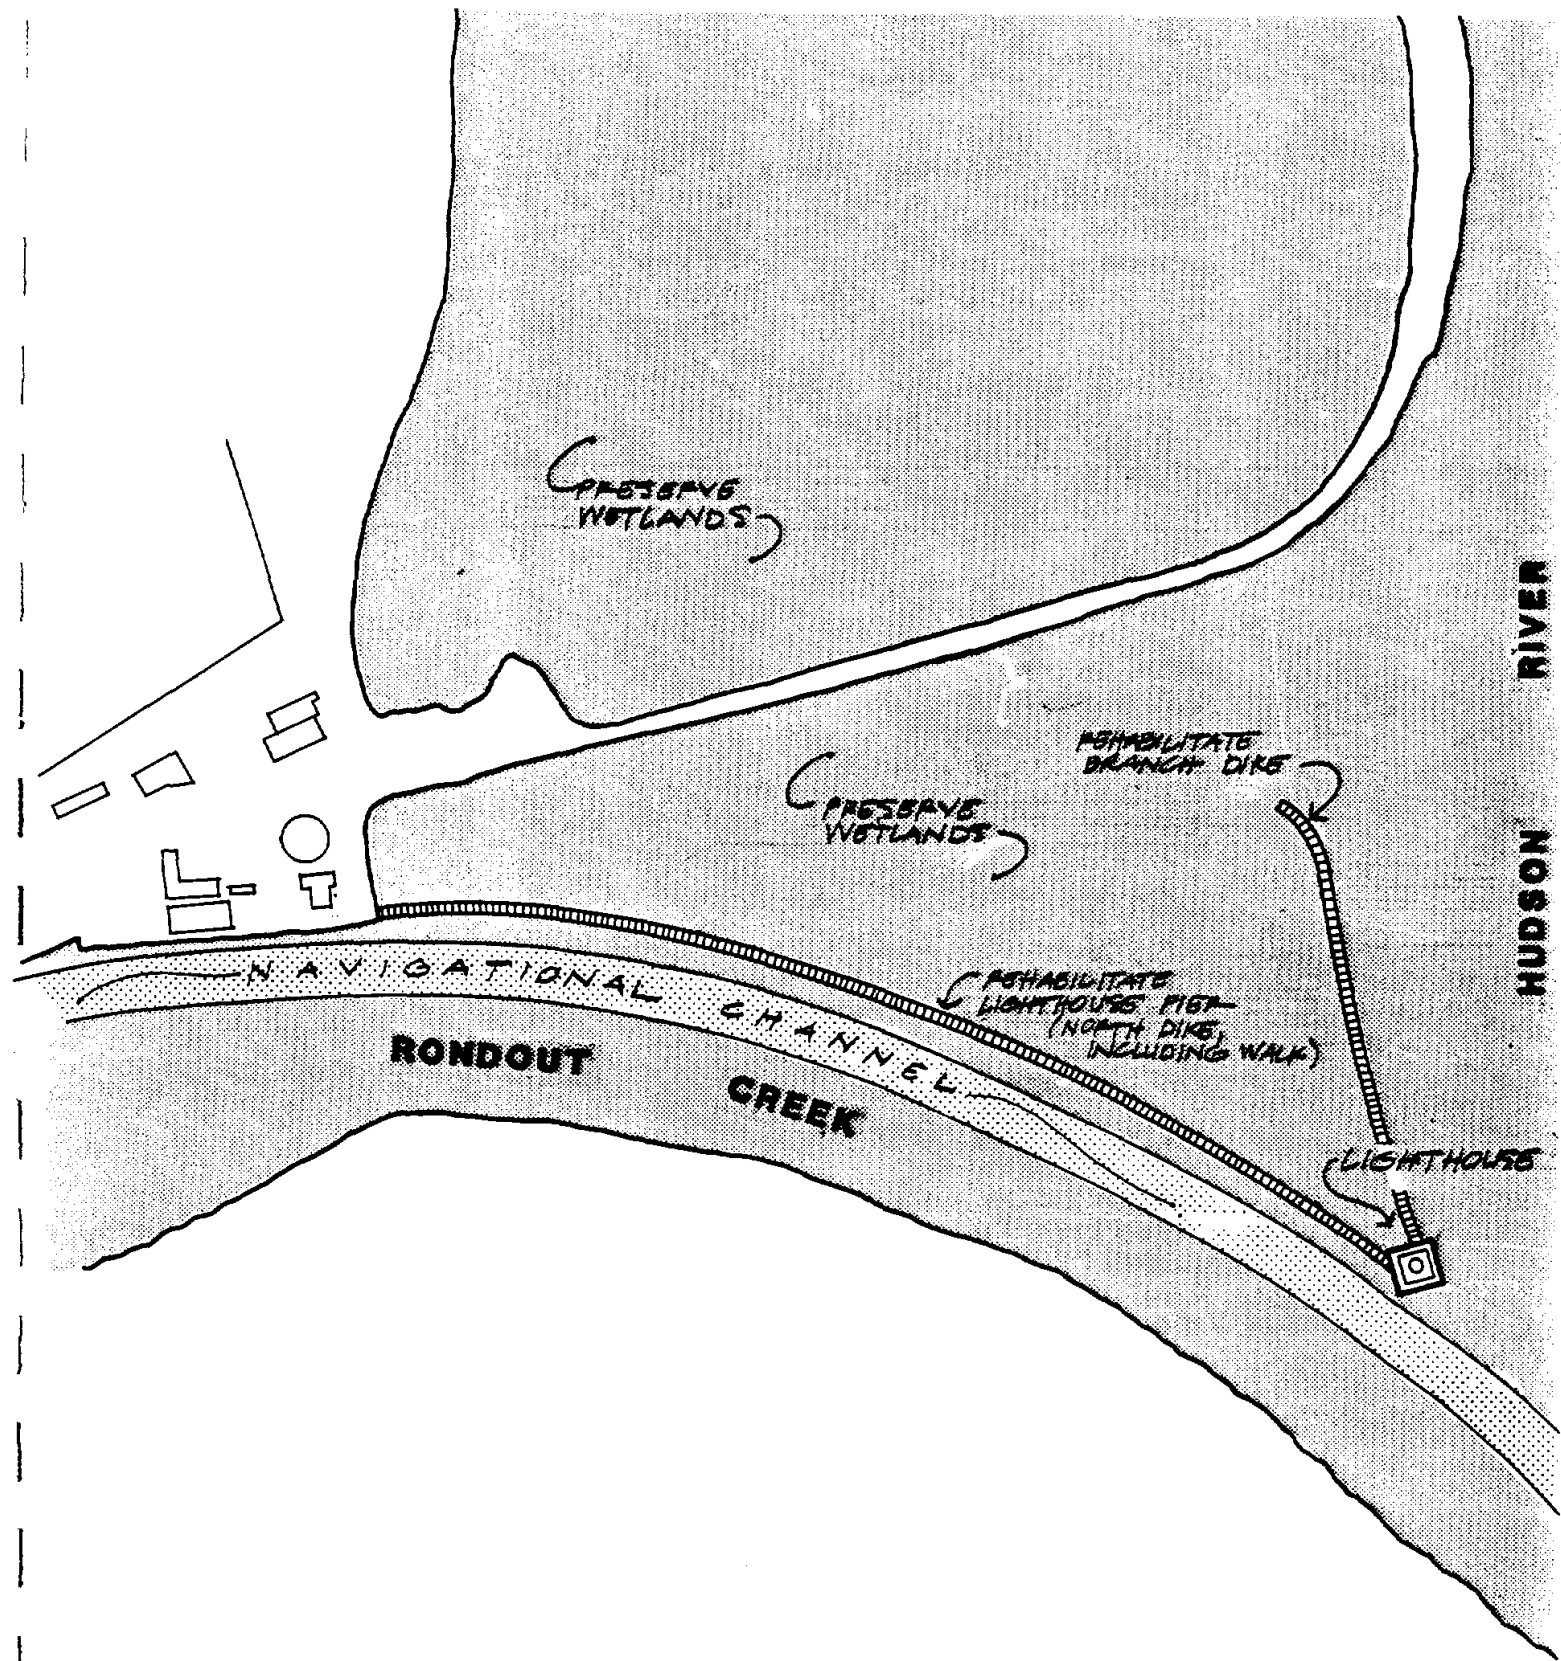 PRESERVE
WETLANDS
RIVER
HUDSON
REHABILITATE
BRANCH DIKE
PRESERVE
WETLANDS
REHABILITATE
LIGHTHOUSE PIER
(NORTH DIKE,
INCLUDING WALK)
NAVIGATIONAL CHANNEL
RONDOUT CREEK
LIGHTHOUSE